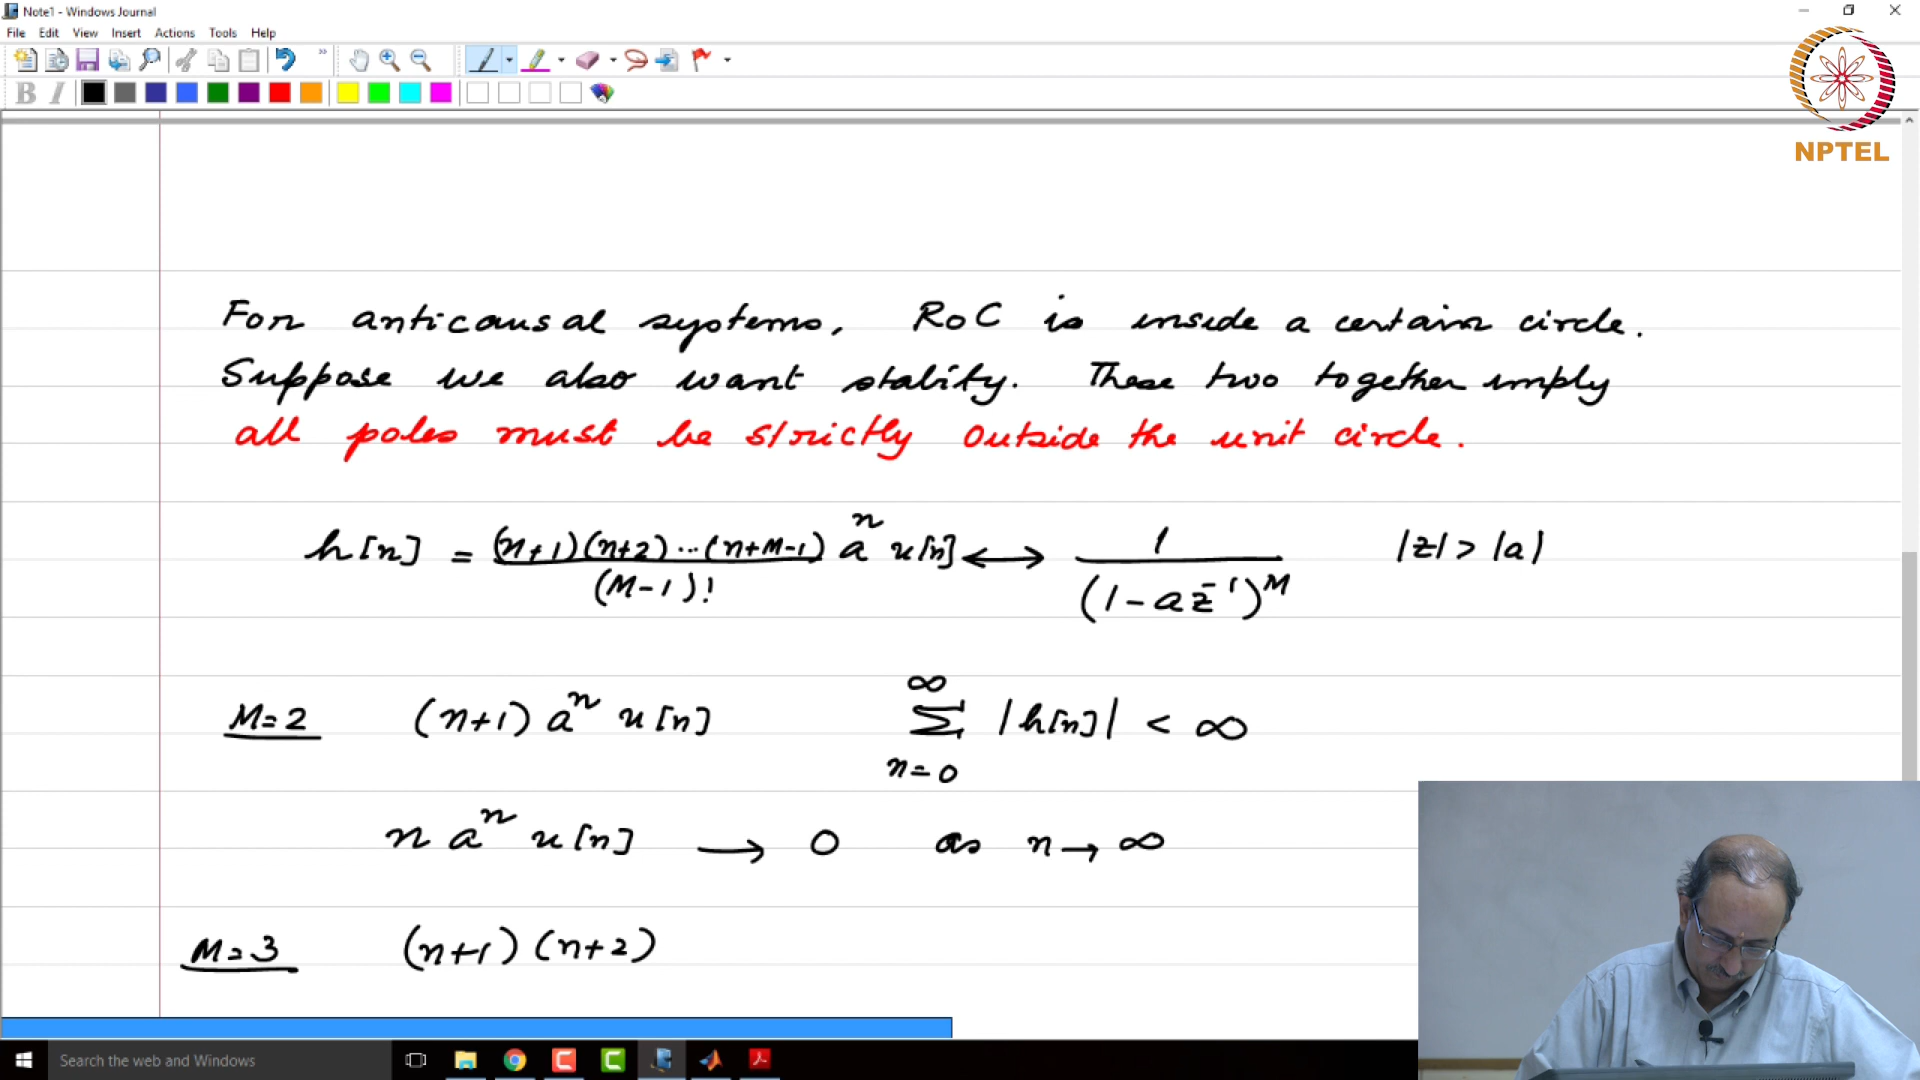 Note1 - Windows Journal
File Edit View Insert Actions Tools Help
B I
NPTEL
For anticausal systems, RoC is inside a certain circle.
Suppose we also want stability. These two together imply
all poles must be strictly outside the unit circle.
h[n] = (n+1)(n+2)...(n+M-1) / (M-1)! a^n u[n] ⟷ 1 / (1 - a z^-1)^M |z| > |a|
M=2 (n+1) a^n u[n] ∞ Σ n=0 |h[n]| < ∞
n a^n u[n] ⟶ 0 as n → ∞
M=3 (n+1) (n+2)
Search the web and Windows